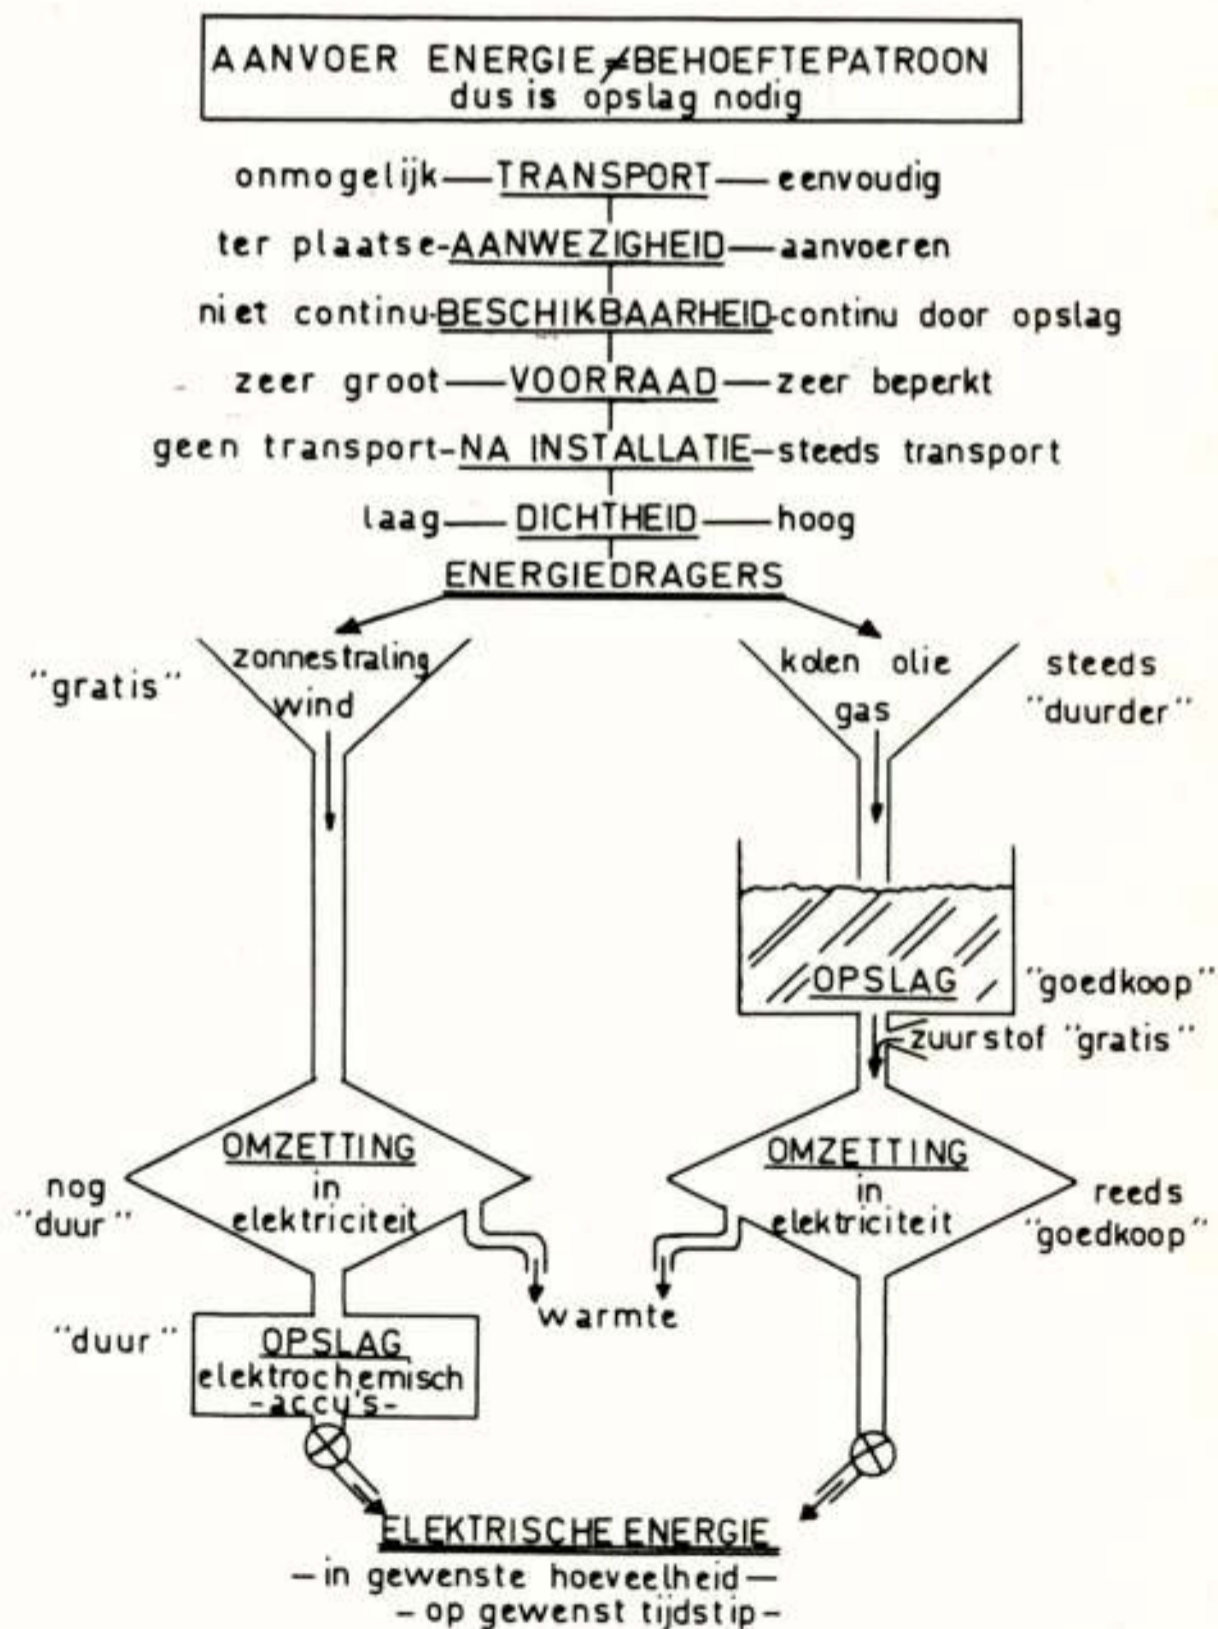 AANVOER ENERGIE ≠ BEHOEFTEPATROON
dus is opslag nodig
onmogelijk — TRANSPORT — eenvoudig
ter plaatse - AANWEZIGHEID — aanvoeren
niet continu - BESCHIKBAARHEID - continu door opslag
zeer groot — VOORRAAD — zeer beperkt
geen transport - NA INSTALLATIE - steeds transport
laag — DICHTHEID — hoog
ENERGIEDRAGERS
"gratis"
zonnestraling
wind
kolen olie
gas
steeds
"duurder"
OPSLAG
"goedkoop"
zuurstof "gratis"
nog
"duur"
OMZETTING
in
elektriciteit
OMZETTING
in
elektriciteit
reeds
"goedkoop"
warmte
"duur"
OPSLAG
elektrochemisch
- accu's -
ELEKTRISCHE ENERGIE
— in gewenste hoeveelheid —
- op gewenst tijdstip -